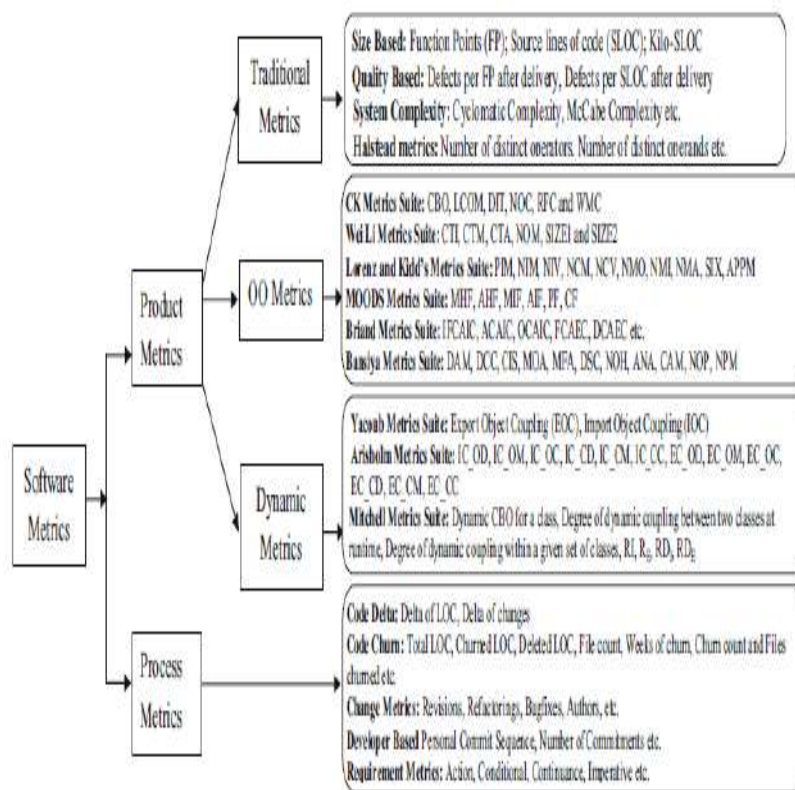 Software
Metrics
Product
Metrics
Traditional
Metrics
Size Based: Function Points (FP); Source lines of code (SLOC); Kilo-SLOC
Quality Based: Defects per FP after delivery, Defects per SLOC after delivery
System Complexity: Cyclomatic Complexity, McCabe Complexity etc.
Halstead metrics: Number of distinct operators. Number of distinct operands etc.
OO Metrics
CK Metrics Suite: CBO, LCOM, DIT, NOC, RFC and WMC
Wei Li Metrics Suite: CTI, CTM, CTA, NOM, SIZE1 and SIZE2
Lorenz and Kidd's Metrics Suite: PIM, NIM, NIV, NCM, NCV, NMO, NMI, NMA, SIX, APPM
MOODS Metrics Suite: MHF, AHF, MIF, AIF, PF, CF
Briand Metrics Suite: IFCAIC, ACAIC, OCAIC, FCAEC, DCAEC etc.
Bansiya Metrics Suite: DAM, DCC, CIS, MOA, MFA, DSC, NOH, ANA, CAM, NOP, NPM
Dynamic
Metrics
Yacoub Metrics Suite: Export Object Coupling (EOC), Import Object Coupling (IOC)
Arisholm Metrics Suite: IC_OD, IC_OM, IC_OC, IC_CD, IC_CM, IC_CC, EC_OD, EC_OM, EC_OC,
EC_CD, EC_CM, EC_CC
Mitchell Metrics Suite: Dynamic CBO for a class, Degree of dynamic coupling between two classes at
runtime, Degree of dynamic coupling within a given set of classes, RI, RE, RDI, RDE
Process
Metrics
Code Delta: Delta of LOC, Delta of changes
Code Churn: Total LOC, Churned LOC, Deleted LOC, File count, Weeks of churn, Churn count and Files
churned etc.
Change Metrics: Revisions, Refactorings, Bugfixes, Authors, etc.
Developer Based Personal Commit Sequence, Number of Commitments etc.
Requirement Metrics: Action, Conditional, Continuance, Imperative etc.